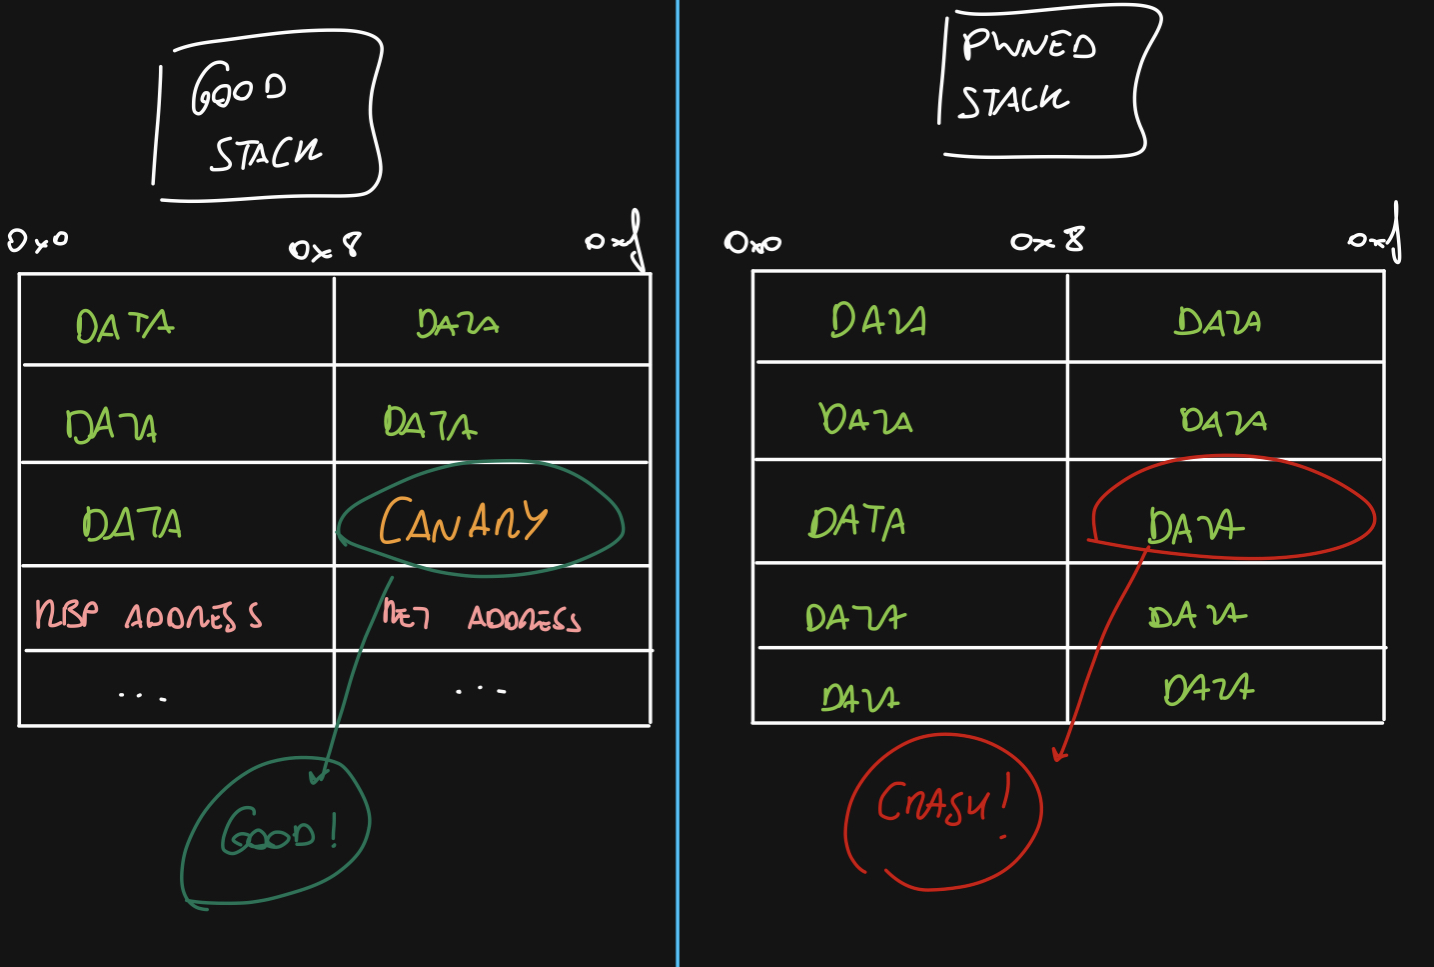 GOOD
STACK
0x0 0x8 0xf
DATA DATA
DATA DATA
DATA CANARY
RBP ADDRESS RET ADDRESS
... ...
GOOD!
PWNED
STACK
0x0 0x8 0xf
DATA DATA
DATA DATA
DATA DATA
DATA DATA
DATA DATA
CRASH!